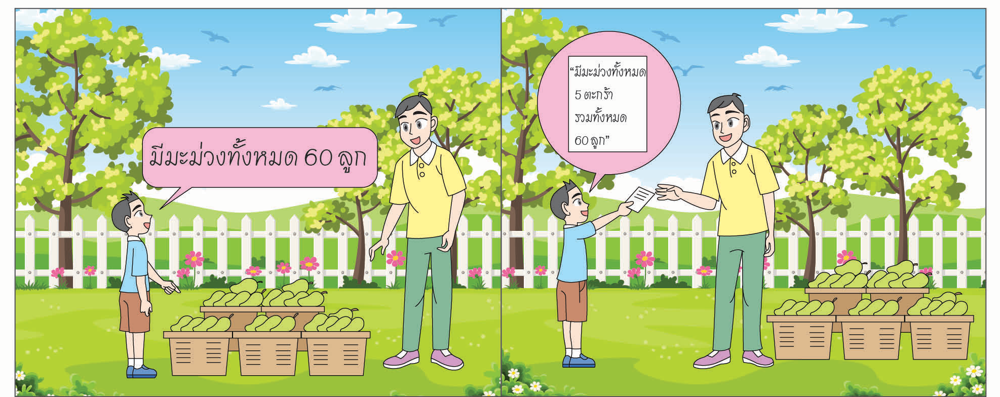 มีมะม่วงทั้งหมด 60 ลูก
“มีมะม่วงทั้งหมด
5 ตะกร้า
รวมทั้งหมด
60 ลูก”